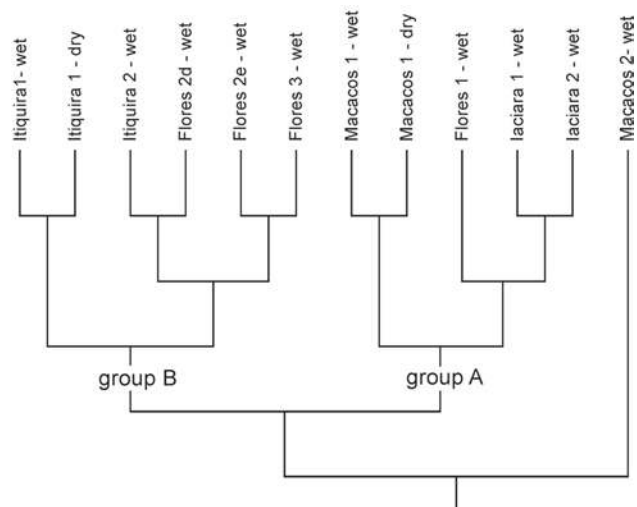 Itiquira1- wet
Itiquira 1 - dry
Itiquira 2 - wet
Flores 2d - wet
Flores 2e - wet
Flores 3 - wet
Macacos 1 - wet
Macacos 1 - dry
Flores 1 - wet
Iaciara 1 - wet
Iaciara 2 - wet
Macacos 2- wet
group B
group A